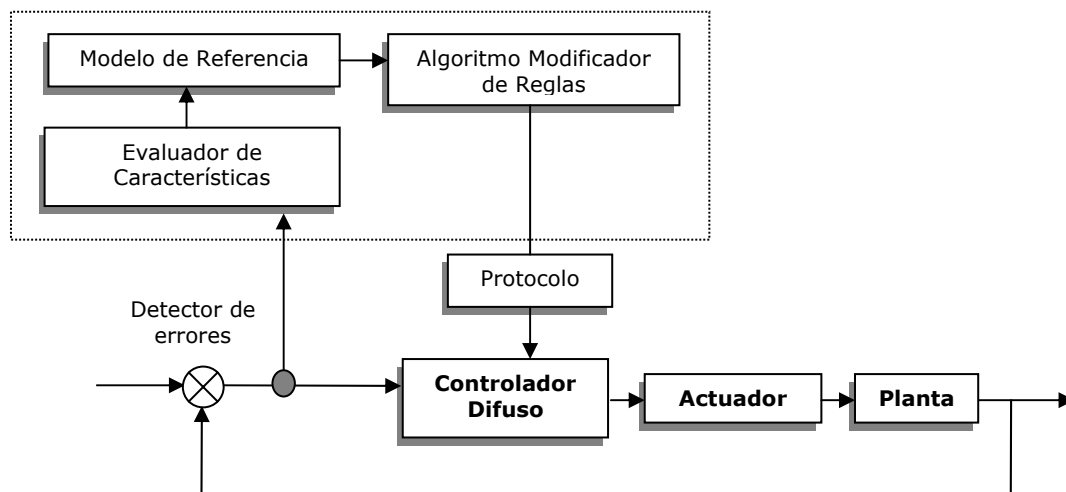 Modelo de Referencia
Algoritmo Modificador
de Reglas
Evaluador de
Características
Protocolo
Detector de
errores
Controlador
Difuso
Actuador
Planta